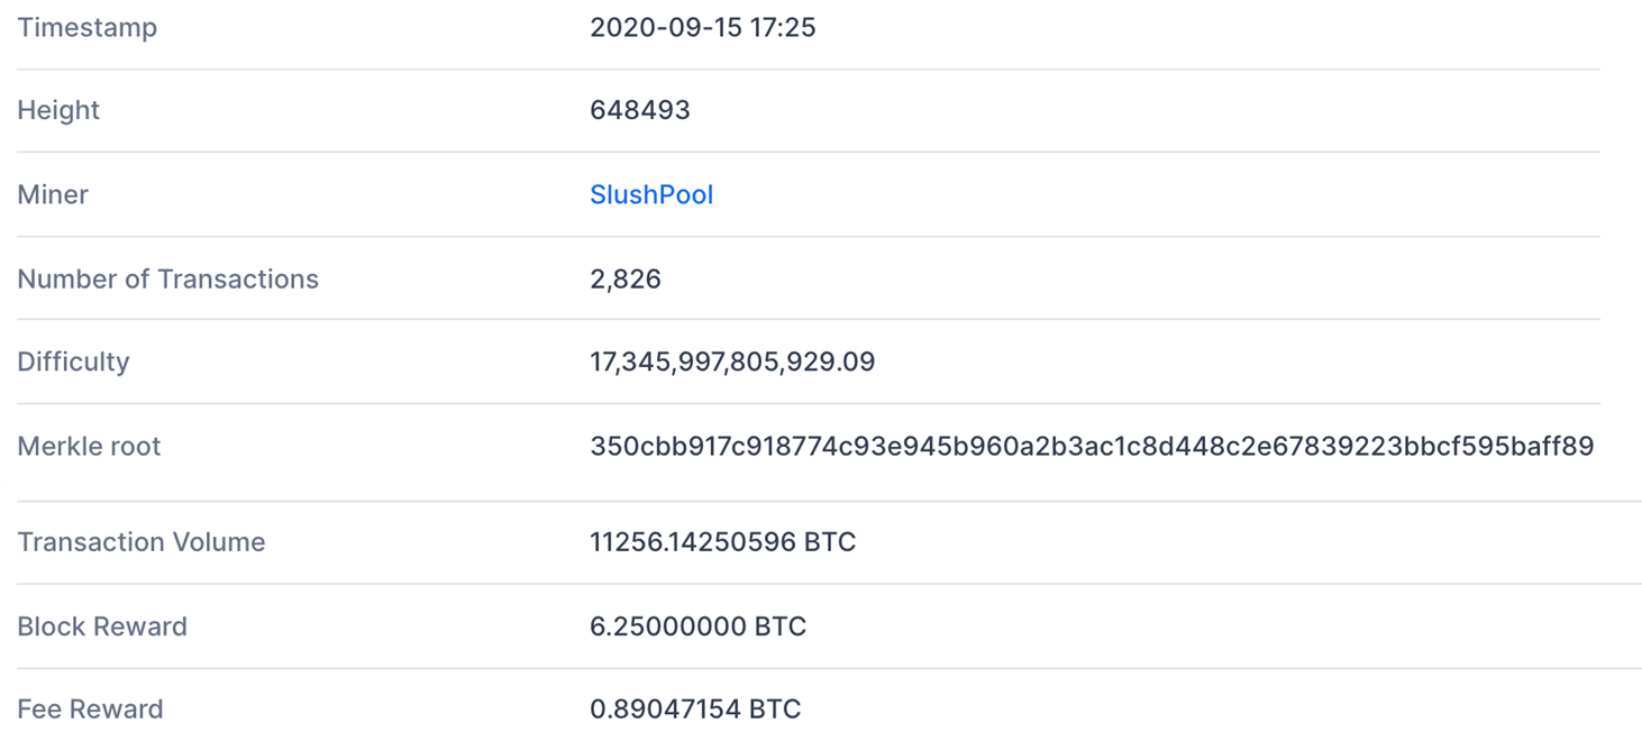 Timestamp 2020-09-15 17:25
Height 648493
Miner SlushPool
Number of Transactions 2,826
Difficulty 17,345,997,805,929.09
Merkle root 350cbb917c918774c93e945b960a2b3ac1c8d448c2e67839223bbcf595baff89
Transaction Volume 11256.14250596 BTC
Block Reward 6.25000000 BTC
Fee Reward 0.89047154 BTC